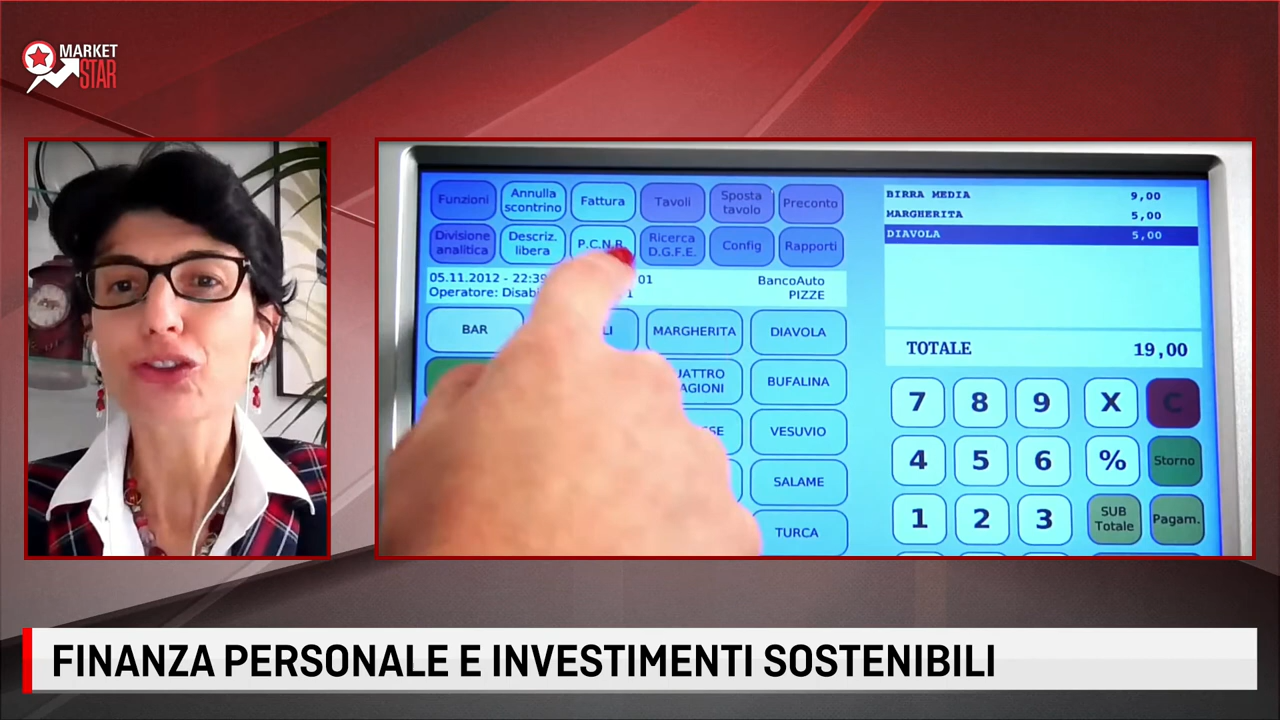 MARKET
STAR
Funzioni
Annulla
scontrino
Fattura
Tavoli
Sposta
tavolo
Preconto
Divisione
analitica
Descriz.
libera
P.C.N.R.
Ricerca
D.G.F.E.
Config
Rapporti
05.11.2012 - 22:39 01 BancoAuto
Operatore: 1 PIZZE
BAR
MARGHERITA
DIAVOLA
BUFALINA
VESUVIO
SALAME
TURCA
BIRRA MEDIA 9,00
MARGHERITA 5,00
DIAVOLA 5,00
TOTALE 19,00
7 8 9 X C
4 5 6 % Storno
1 2 3
SUB
Totale
Pagam.
FINANZA PERSONALE E INVESTIMENTI SOSTENIBILI